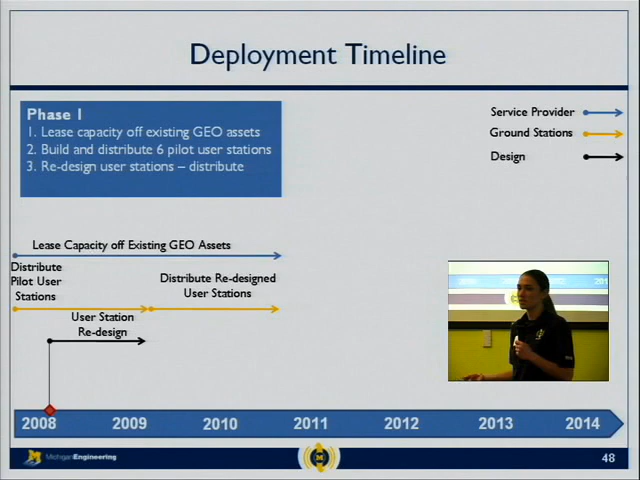 Deployment Timeline
Phase 1
1. Lease capacity off existing GEO assets
2. Build and distribute 6 pilot user stations
3. Re-design user stations – distribute
Service Provider
Ground Stations
Design
Lease Capacity off Existing GEO Assets
Distribute
Pilot User
Stations
Distribute Re-designed
User Stations
User Station
Re-design
2008 2009 2010 2011 2012 2013 2014
MichiganEngineering
M
48